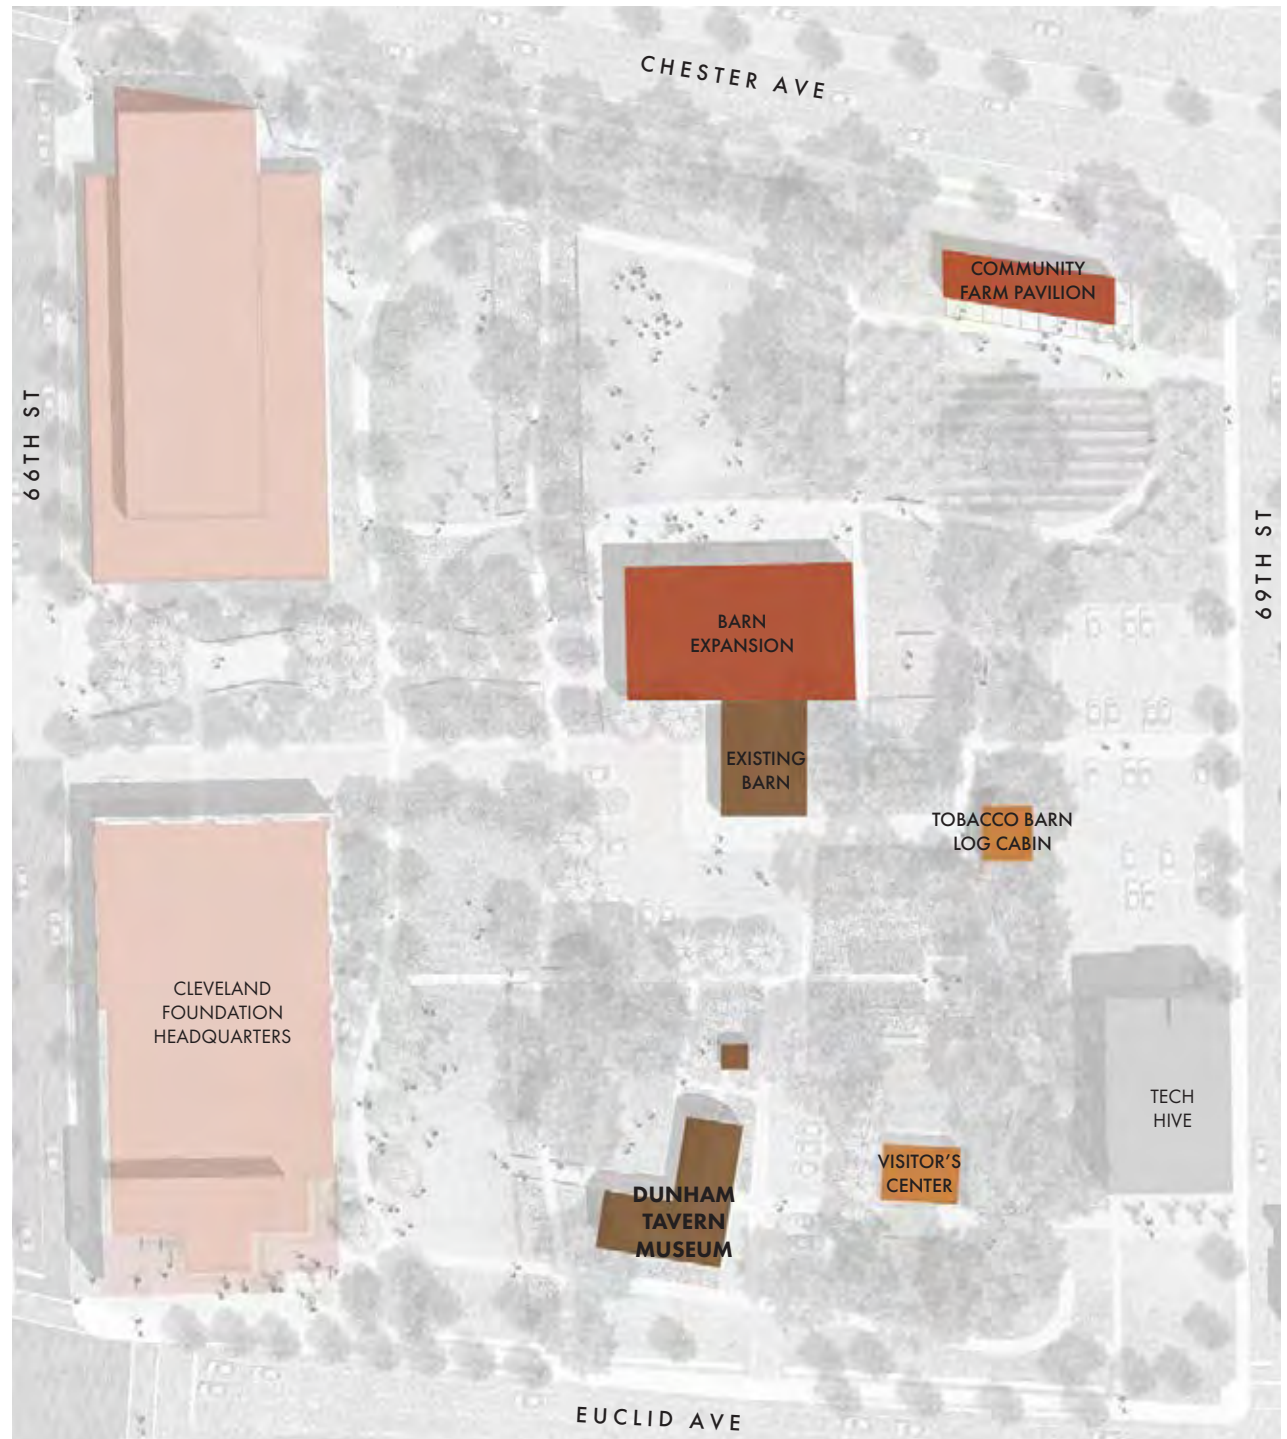 CHESTER AVE
COMMUNITY
FARM PAVILION
66TH ST
69TH ST
BARN
EXPANSION
EXISTING
BARN
TOBACCO BARN
LOG CABIN
CLEVELAND
FOUNDATION
HEADQUARTERS
TECH
HIVE
VISITOR'S
CENTER
DUNHAM
TAVERN
MUSEUM
EUCLID AVE